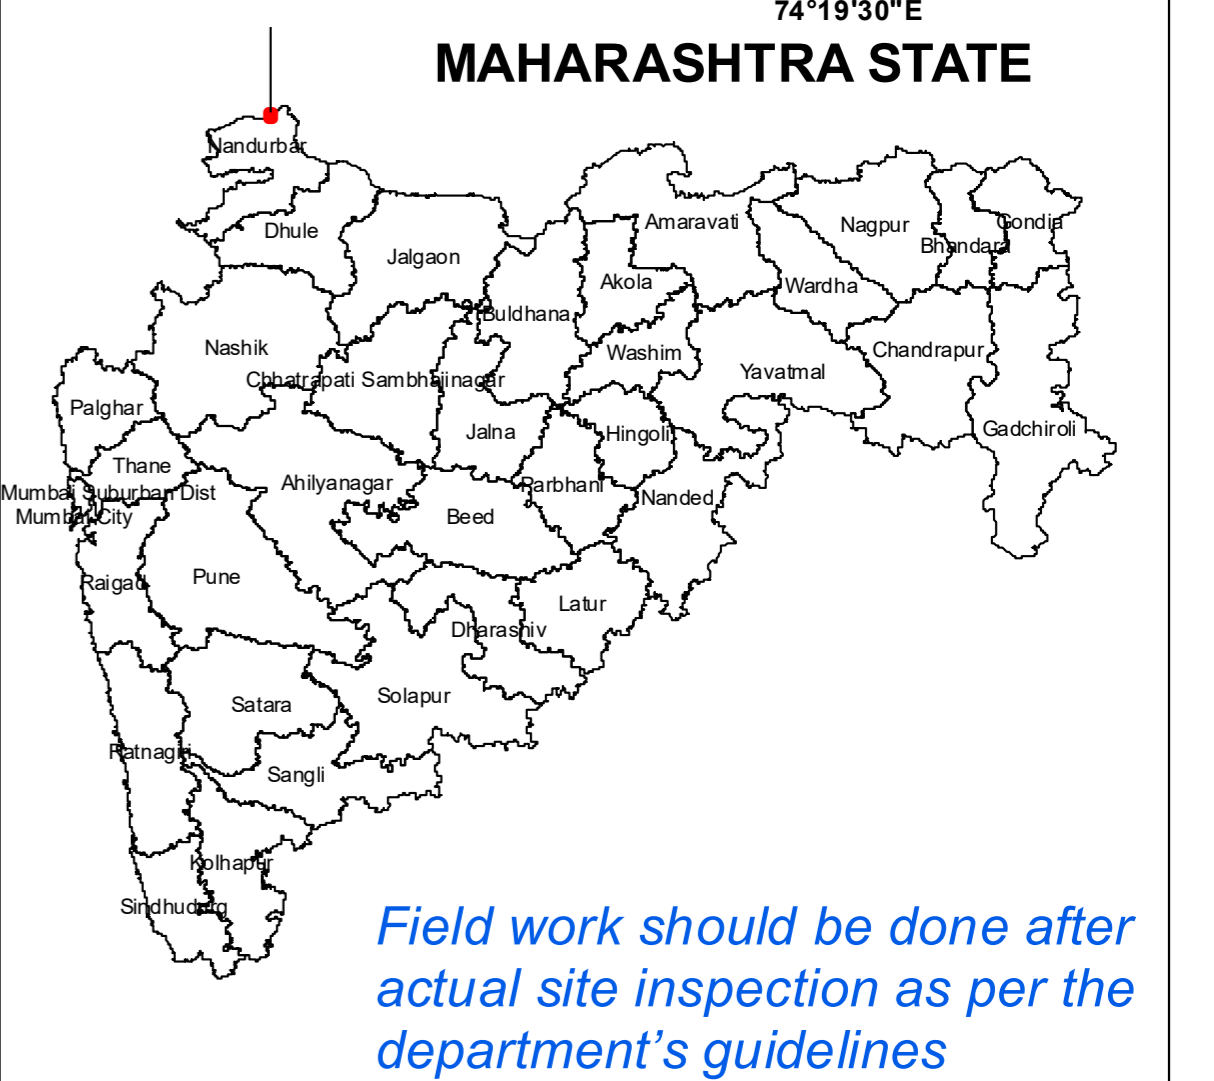 74°19'30"E
MAHARASHTRA STATE
Nandurbar
Dhule
Jalgaon
Amaravati
Nagpur
Bhandara
Gondia
Akola
Wardha
Buldhana
Nashik
Washim
Chandrapur
Chhatrapati Sambhajinagar
Yavatmal
Palghar
Jalna
Hingoli
Gadchiroli
Thane
Ahilyanagar
Parbhani
Nanded
Mumbai Suburban Dist
Mumbai City
Beed
Raigad
Pune
Latur
Dharashiv
Satara
Solapur
Ratnagiri
Sangli
Kolhapur
Sindhudurg
Field work should be done after
actual site inspection as per the
department’s guidelines